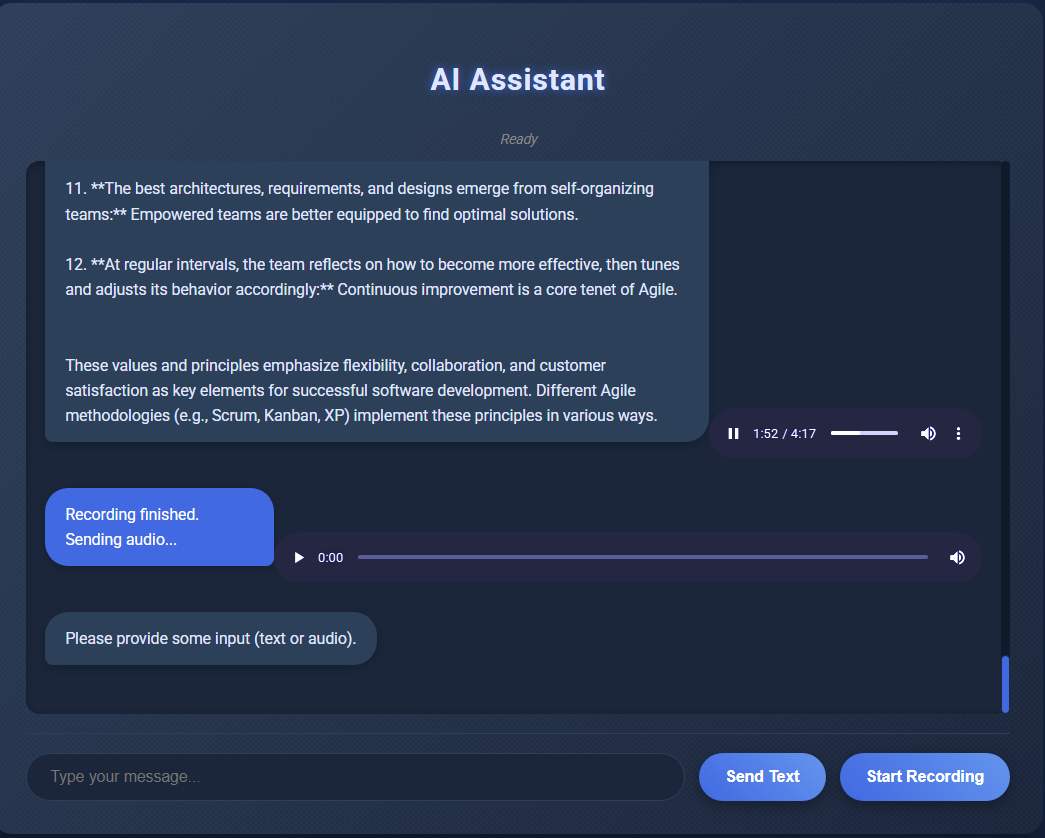 AI Assistant
Ready
11. **The best architectures, requirements, and designs emerge from self-organizing
teams:** Empowered teams are better equipped to find optimal solutions.
12. **At regular intervals, the team reflects on how to become more effective, then tunes
and adjusts its behavior accordingly:** Continuous improvement is a core tenet of Agile.
These values and principles emphasize flexibility, collaboration, and customer
satisfaction as key elements for successful software development. Different Agile
methodologies (e.g., Scrum, Kanban, XP) implement these principles in various ways.
1:52 / 4:17
Recording finished.
Sending audio...
0:00
Please provide some input (text or audio).
Type your message...
Send Text
Start Recording